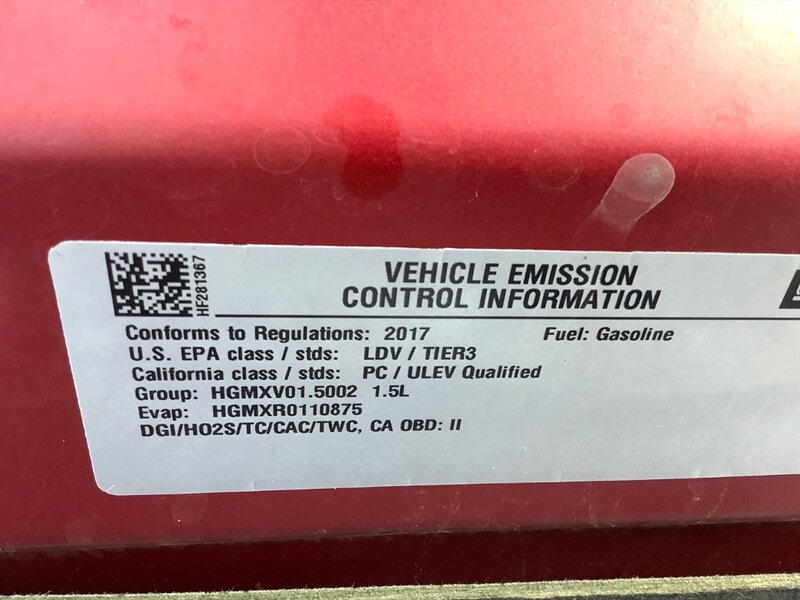 HF281367
VEHICLE EMISSION
CONTROL INFORMATION
Conforms to Regulations: 2017 Fuel: Gasoline
U.S. EPA class / stds: LDV / TIER3
California class / stds: PC / ULEV Qualified
Group: HGMXV01.5002 1.5L
Evap: HGMXR0110875
DGI/HO2S/TC/CAC/TWC, CA OBD: II